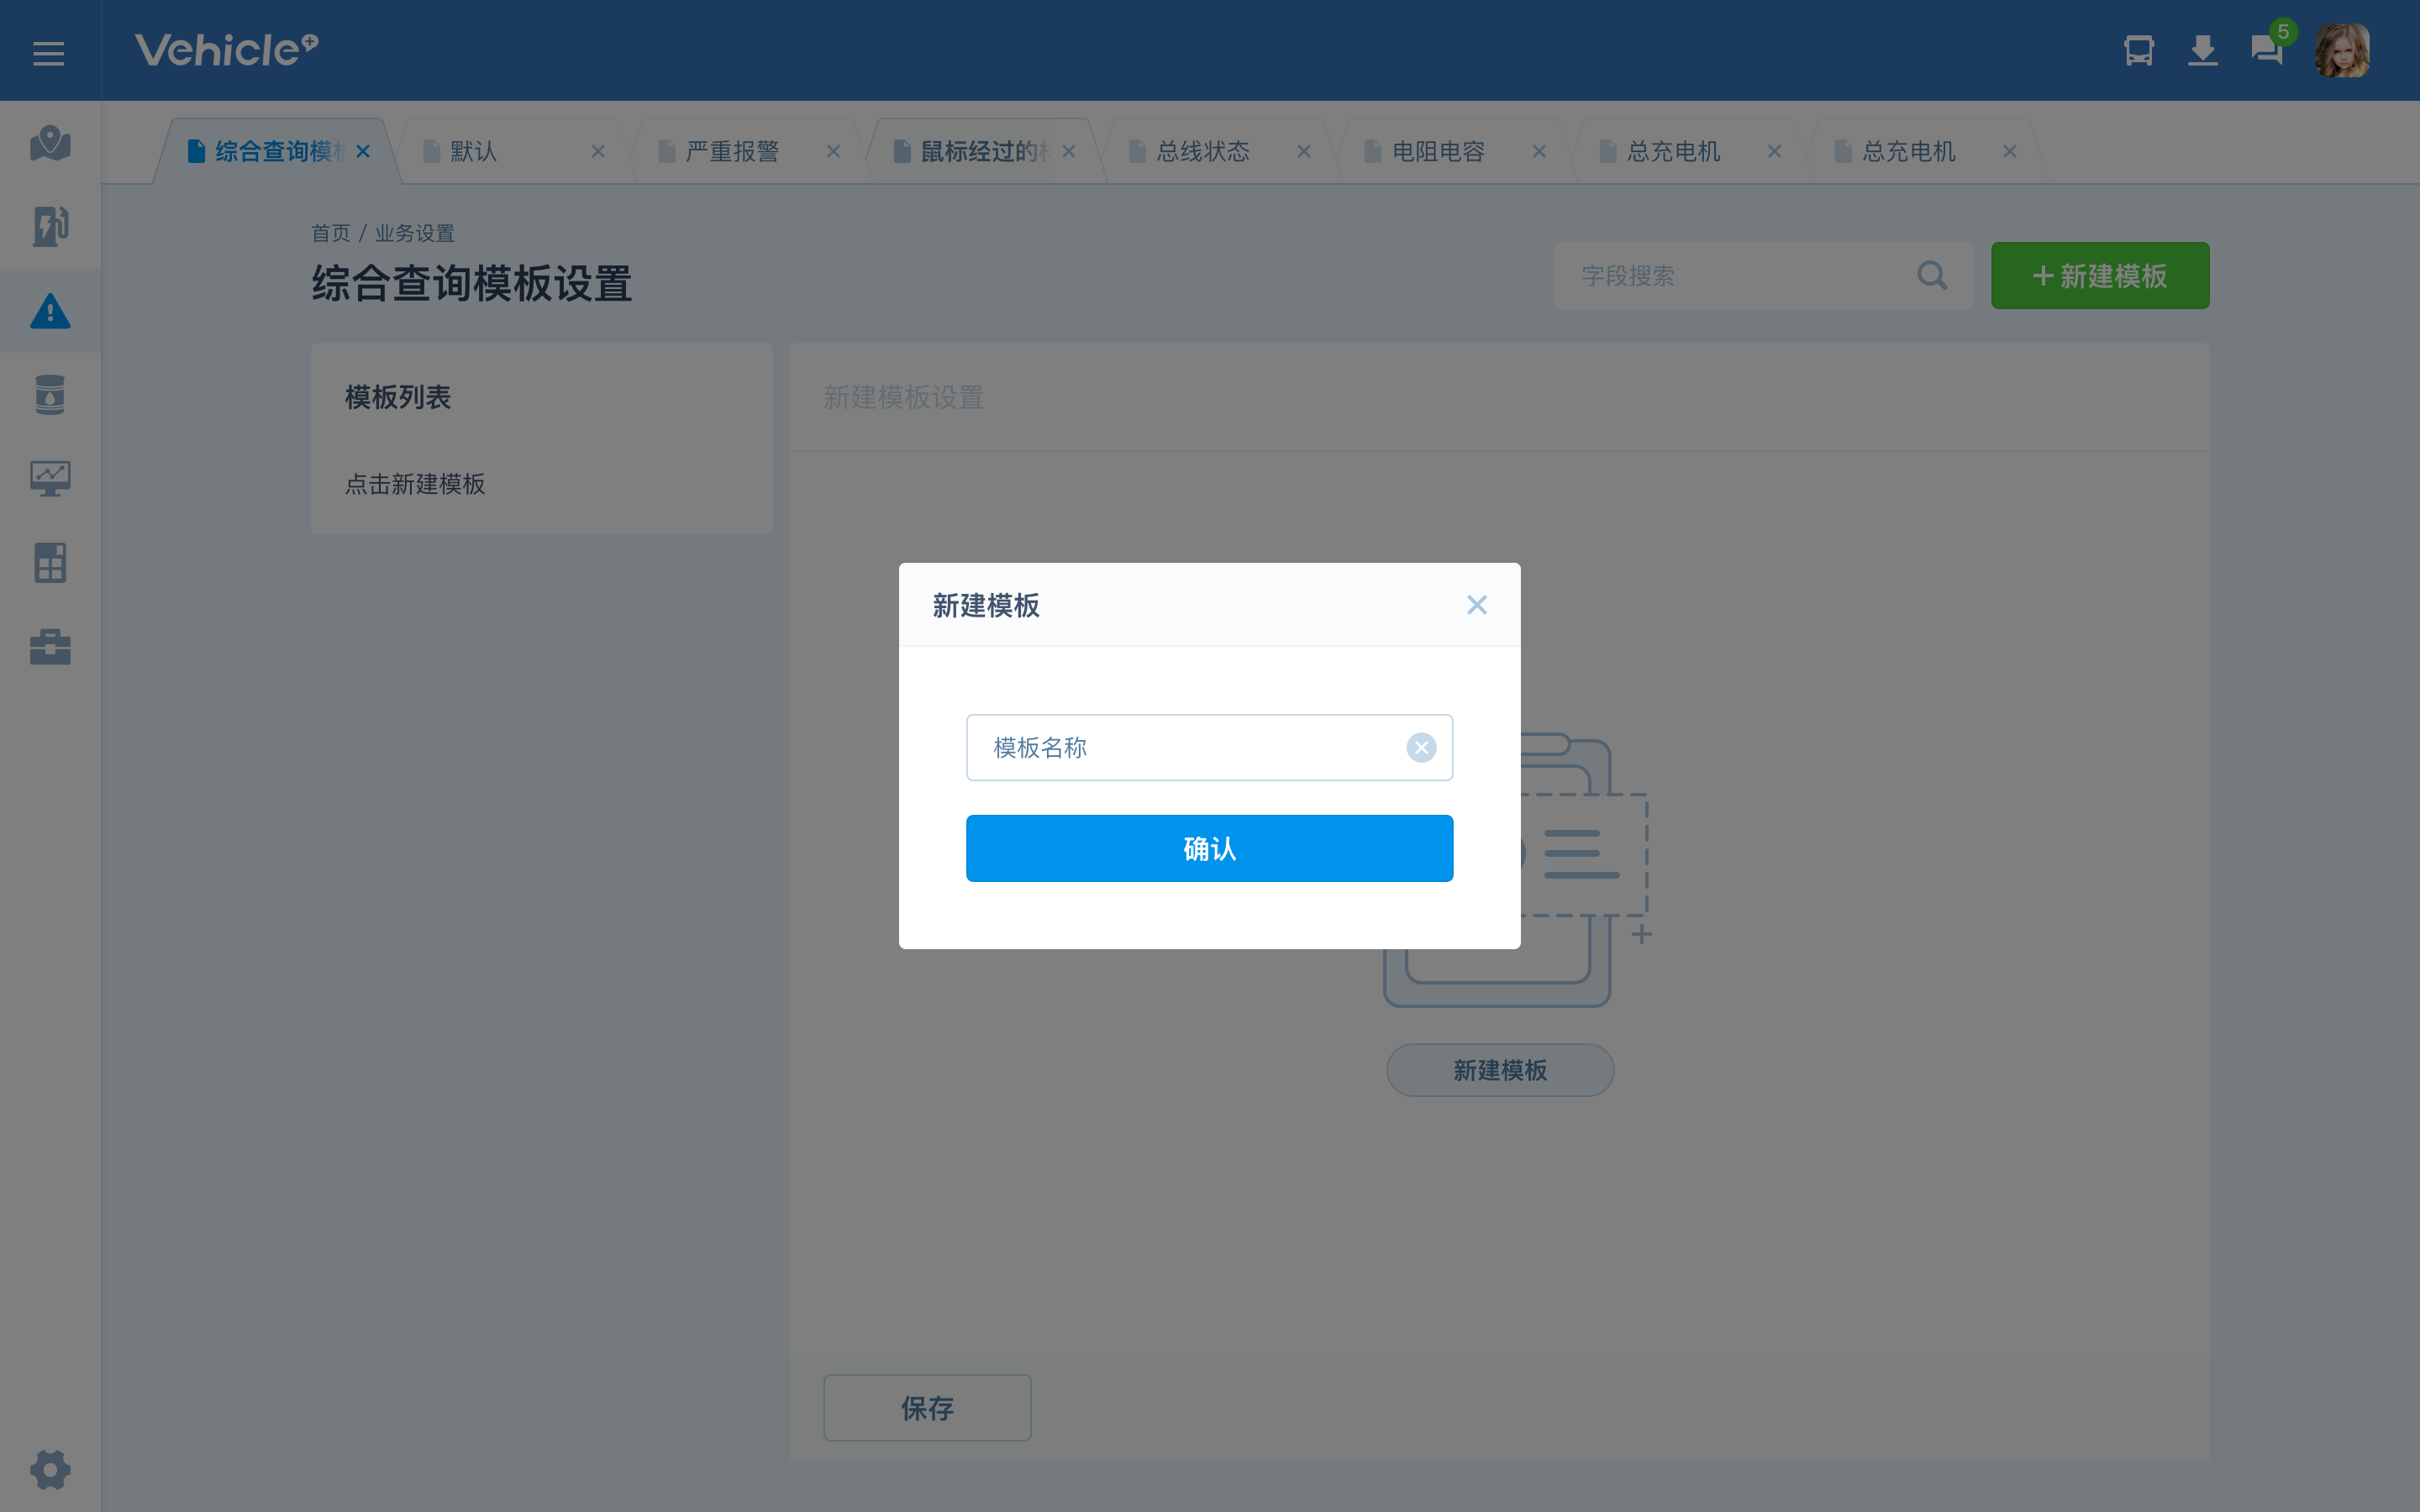 Vehicle+
5
综合查询模
默认
严重报警
鼠标经过的
总线状态
电阻电容
总充电机
总充电机
首页 / 业务设置
综合查询模板设置
字段搜索
+新建模板
模板列表
点击新建模板
新建模板设置
新建模板
模板名称
确认
新建模板
保存